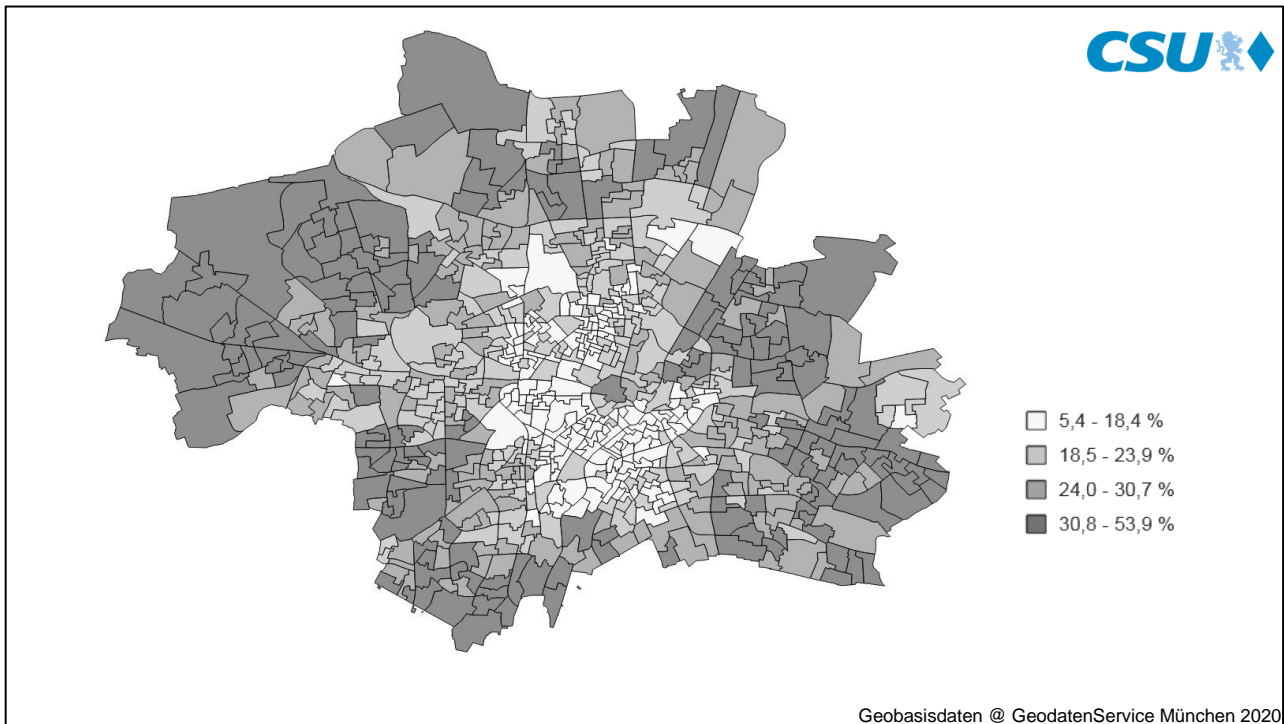 CSU
5,4 - 18,4 %
18,5 - 23,9 %
24,0 - 30,7 %
30,8 - 53,9 %
Geobasisdaten @ GeodatenService München 2020